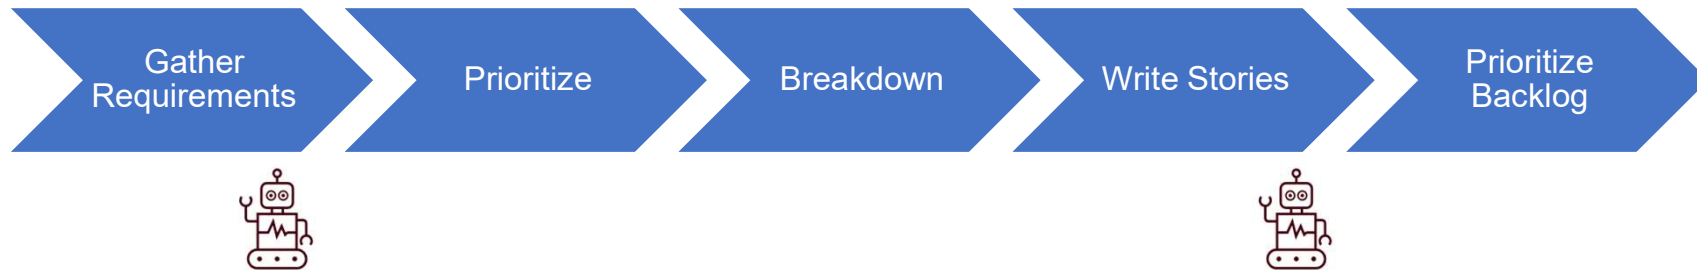 Gather
Requirements
Prioritize
Breakdown
Write Stories
Prioritize
Backlog